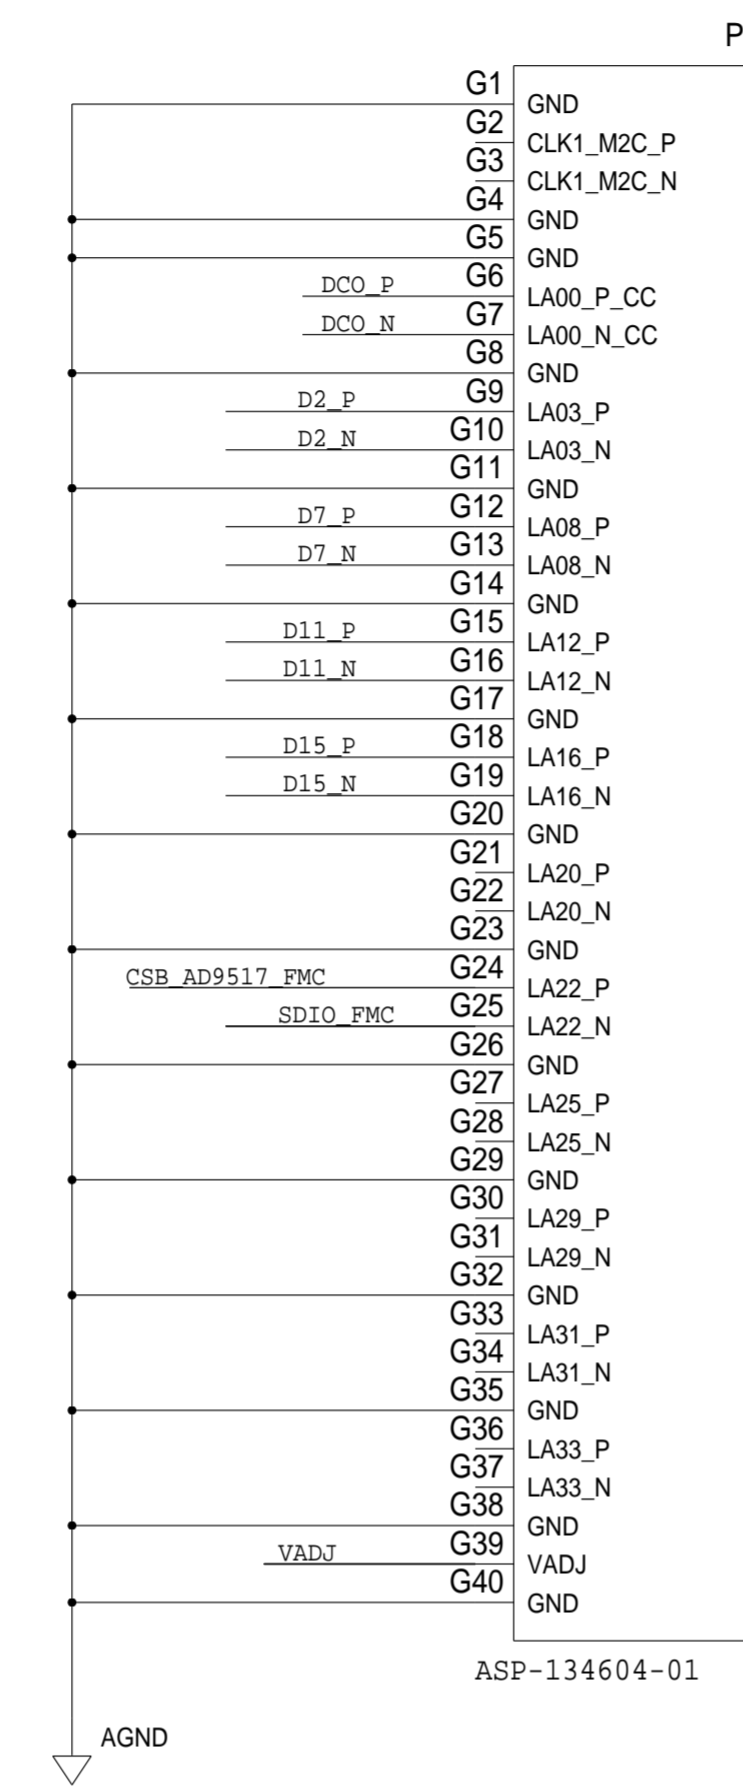 P
G1 GND
G2 CLK1_M2C_P
G3 CLK1_M2C_N
G4 GND
G5 GND
DCO_P G6 LA00_P_CC
DCO_N G7 LA00_N_CC
G8 GND
D2_P G9 LA03_P
D2_N G10 LA03_N
G11 GND
D7_P G12 LA08_P
D7_N G13 LA08_N
G14 GND
D11_P G15 LA12_P
D11_N G16 LA12_N
G17 GND
D15_P G18 LA16_P
D15_N G19 LA16_N
G20 GND
G21 LA20_P
G22 LA20_N
G23 GND
CSB_AD9517_FMC G24 LA22_P
SDIO_FMC G25 LA22_N
G26 GND
G27 LA25_P
G28 LA25_N
G29 GND
G30 LA29_P
G31 LA29_N
G32 GND
G33 LA31_P
G34 LA31_N
G35 GND
G36 LA33_P
G37 LA33_N
G38 GND
VADJ G39 VADJ
G40 GND
ASP-134604-01
AGND